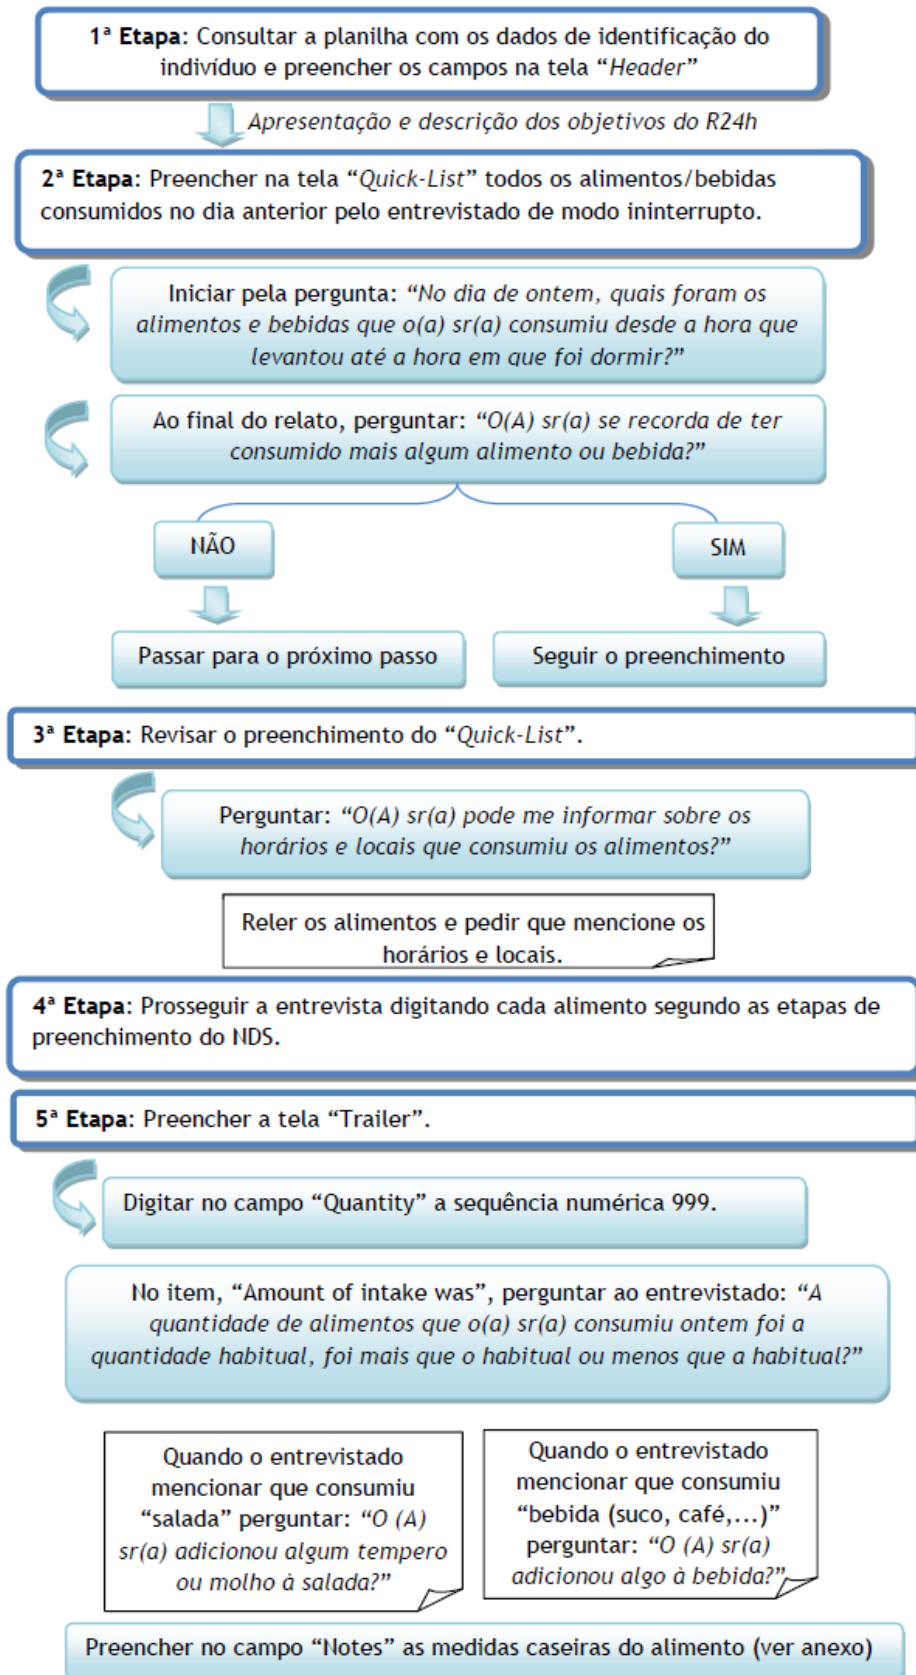 1ª Etapa: Consultar a planilha com os dados de identificação do
indivíduo e preencher os campos na tela “Header”
Apresentação e descrição dos objetivos do R24h
2ª Etapa: Preencher na tela “Quick-List” todos os alimentos/bebidas
consumidos no dia anterior pelo entrevistado de modo ininterrupto.
Iniciar pela pergunta: “No dia de ontem, quais foram os
alimentos e bebidas que o(a) sr(a) consumiu desde a hora que
levantou até a hora em que foi dormir?”
Ao final do relato, perguntar: “O(A) sr(a) se recorda de ter
consumido mais algum alimento ou bebida?”
NÃO
SIM
Passar para o próximo passo
Seguir o preenchimento
3ª Etapa: Revisar o preenchimento do “Quick-List”.
Perguntar: “O(A) sr(a) pode me informar sobre os
horários e locais que consumiu os alimentos?”
Reler os alimentos e pedir que mencione os
horários e locais.
4ª Etapa: Prosseguir a entrevista digitando cada alimento segundo as etapas de
preenchimento do NDS.
5ª Etapa: Preencher a tela “Trailer”.
Digitar no campo “Quantity” a sequência numérica 999.
No item, “Amount of intake was”, perguntar ao entrevistado: “A
quantidade de alimentos que o(a) sr(a) consumiu ontem foi a
quantidade habitual, foi mais que o habitual ou menos que a habitual?”
Quando o entrevistado
mencionar que consumiu
“salada” perguntar: “O (A)
sr(a) adicionou algum tempero
ou molho à salada?”
Quando o entrevistado
mencionar que consumiu
“bebida (suco, café,...)”
perguntar: “O (A) sr(a)
adicionou algo à bebida?”
Preencher no campo “Notes” as medidas caseiras do alimento (ver anexo)